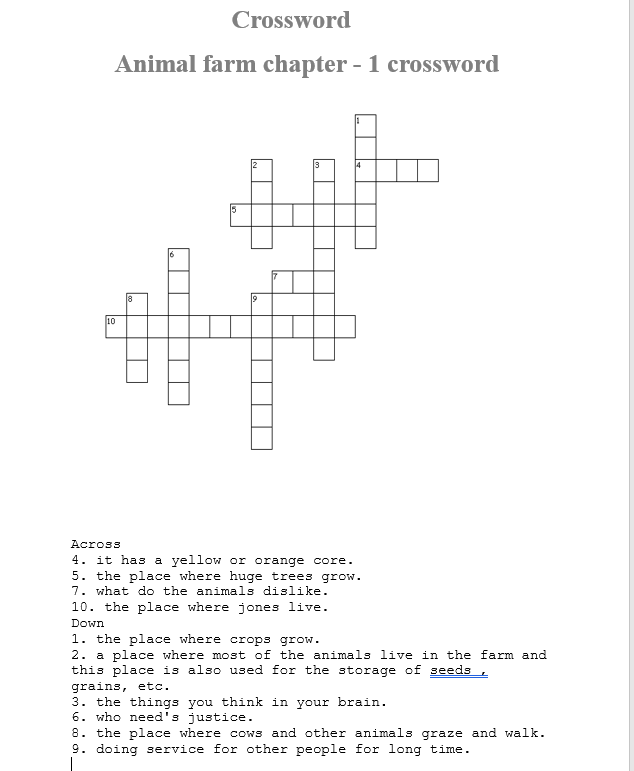 Crossword
Animal farm chapter - 1 crossword
1
2
3
4
5
6
7
8
9
10
Across
4. it has a yellow or orange core.
5. the place where huge trees grow.
7. what do the animals dislike.
10. the place where jones live.
Down
1. the place where crops grow.
2. a place where most of the animals live in the farm and
this place is also used for the storage of seeds ,
grains, etc.
3. the things you think in your brain.
6. who need's justice.
8. the place where cows and other animals graze and walk.
9. doing service for other people for long time.